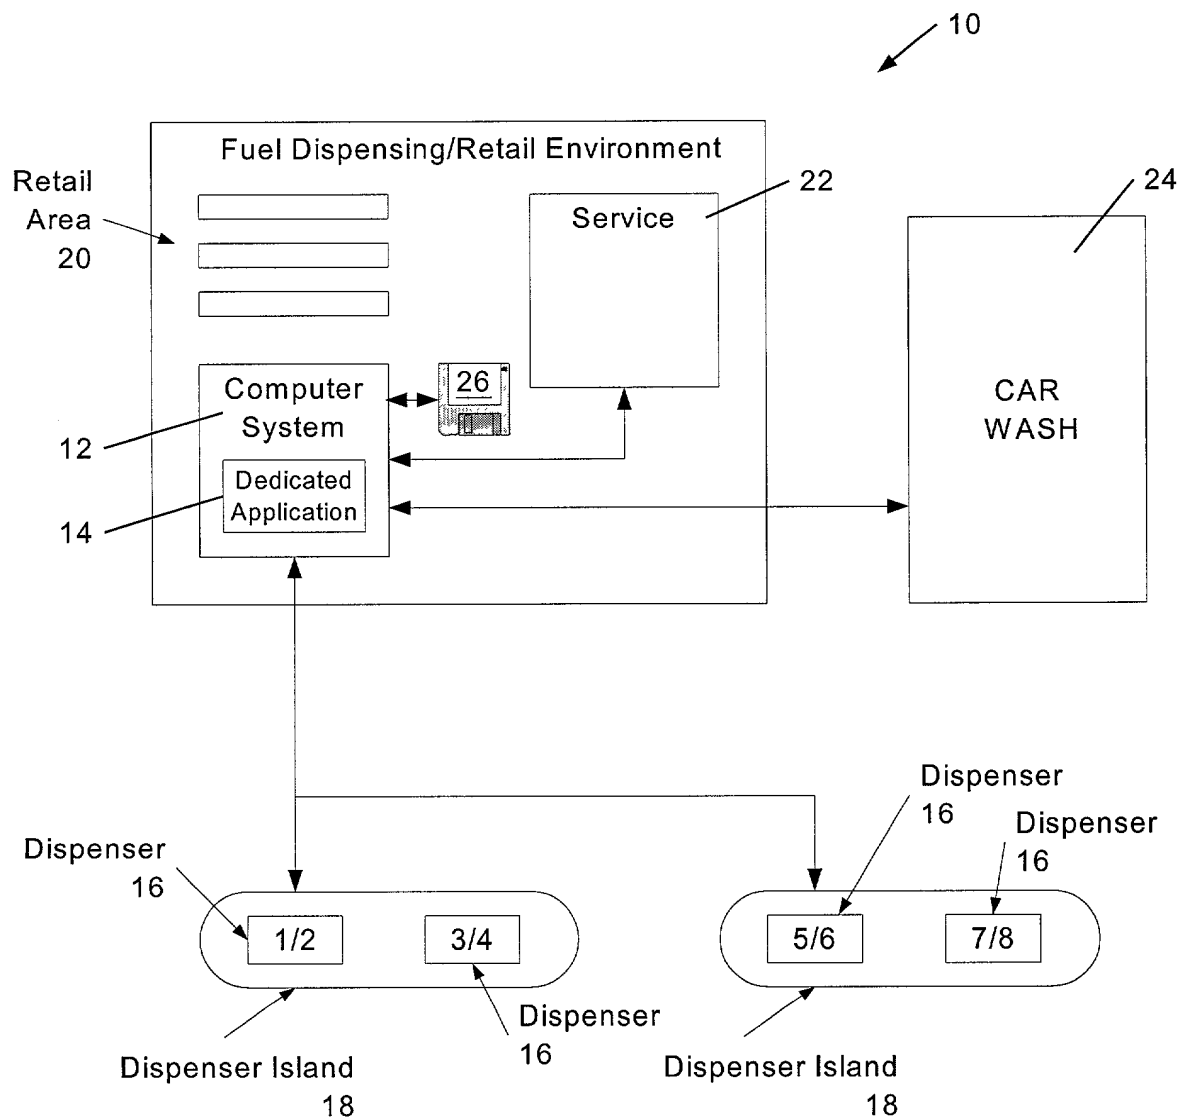 10
Fuel Dispensing/Retail Environment
Retail
Area
20
Service
22
24
Computer
System
26
12
Dedicated
Application
14
CAR
WASH
Dispenser
16
Dispenser
16
Dispenser
16
1/2
3/4
5/6
7/8
Dispenser
16
Dispenser Island
18
Dispenser Island
18